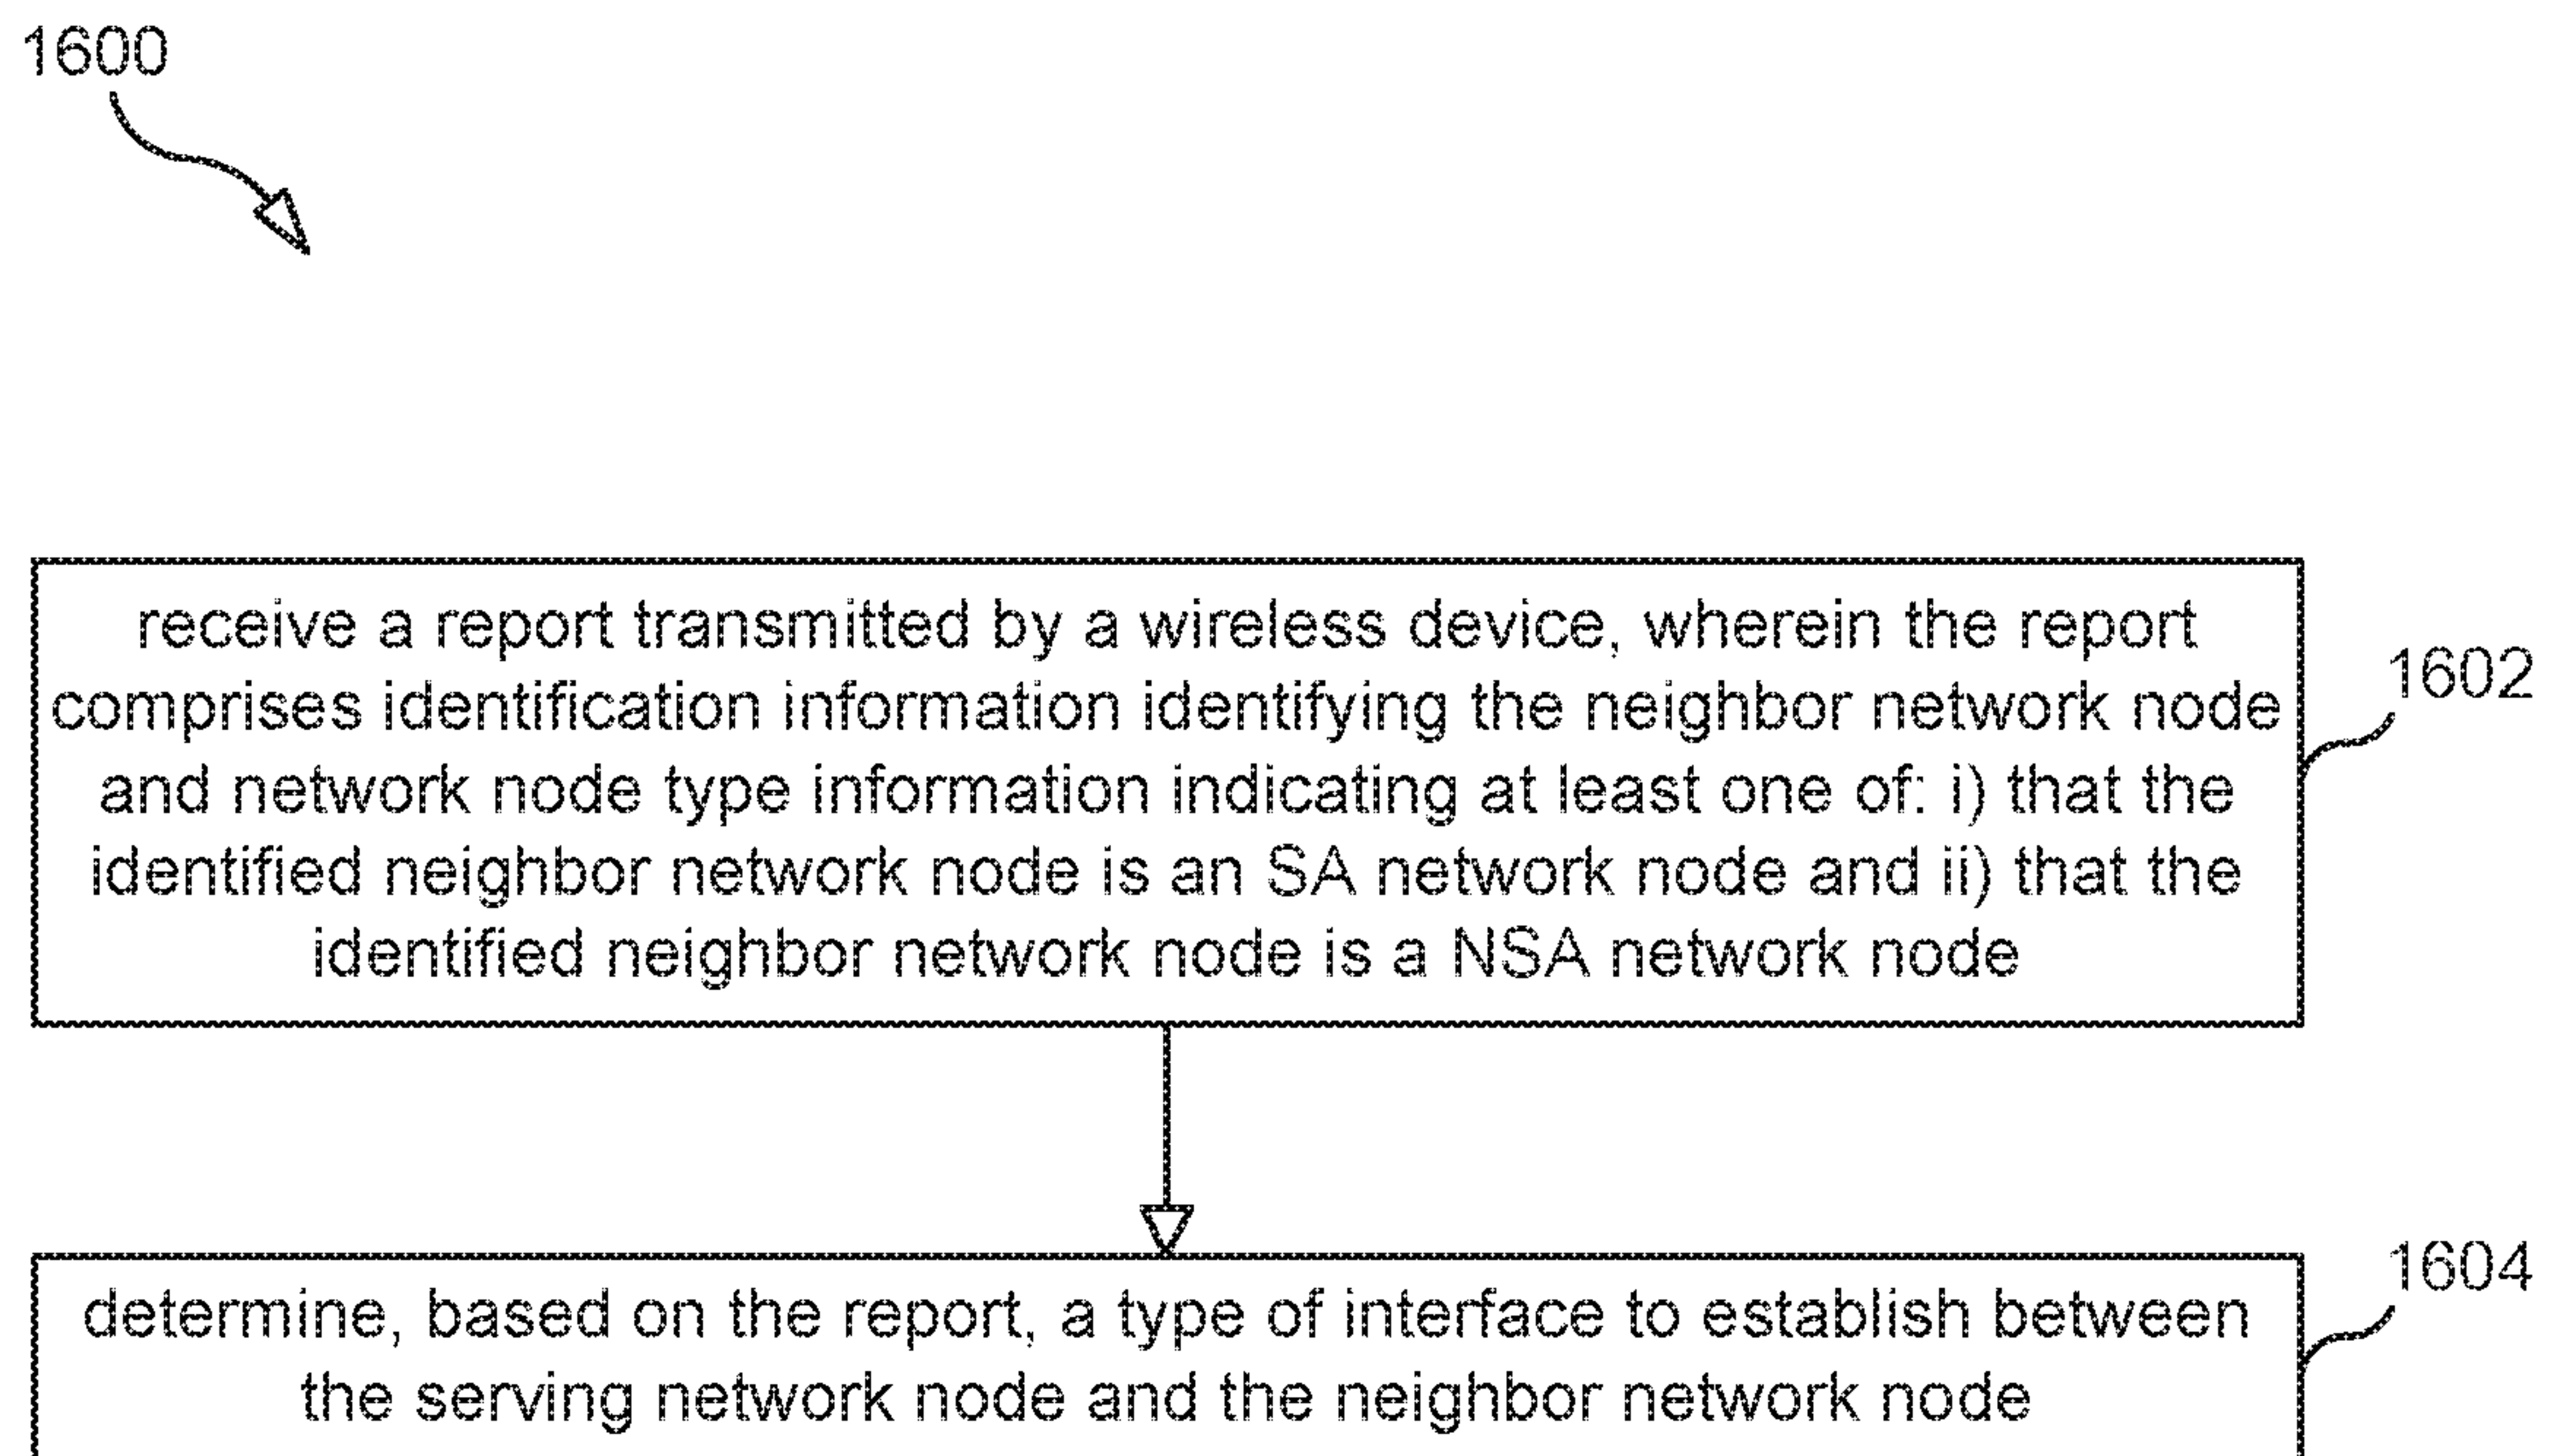 1600
receive a report transmitted by a wireless device, wherein the report
comprises identification information identifying the neighbor network node
and network node type information indicating at least one of: i) that the
identified neighbor network node is an SA network node and ii) that the
identified neighbor network node is a NSA network node
1602
determine, based on the report, a type of interface to establish between
the serving network node and the neighbor network node
1604